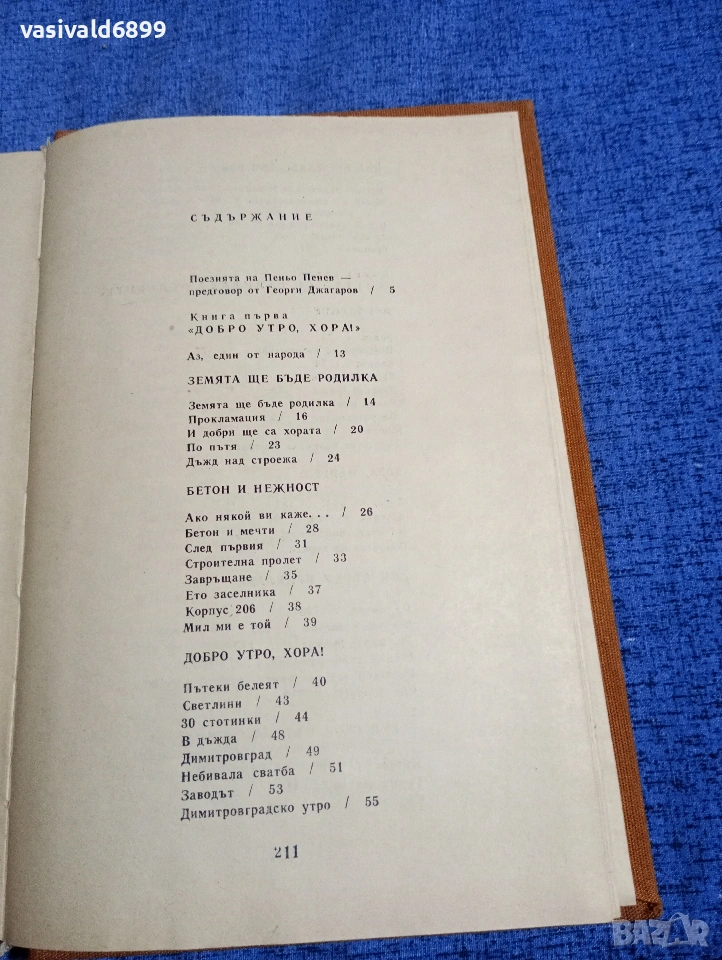 vasivald6899
СЪДЪРЖАНИЕ
Поезията на Пеньо Пенев —
предговор от Георги Джагаров / 5
Книга първа
«ДОБРО УТРО, ХОРА!»
Аз, един от народа / 13
ЗЕМЯТА ЩЕ БЪДЕ РОДИЛКА
Земята ще бъде родилка / 14
Прокламация / 16
И добри ще са хората / 20
По пътя / 23
Дъжд над строежа / 24
БЕТОН И НЕЖНОСТ
Ако някой ви каже... / 26
Бетон и мечти / 28
След първия / 31
Строителна пролет / 33
Завръщане / 35
Ето заселника / 37
Корпус 206 / 38
Мил ми е той / 39
ДОБРО УТРО, ХОРА!
Пътеки белеят / 40
Светлини / 43
30 стотинки / 44
В дъжда / 48
Димитровград / 49
Небивала сватба / 51
Заводът / 53
Димитровградско утро / 55
211
BAZAR